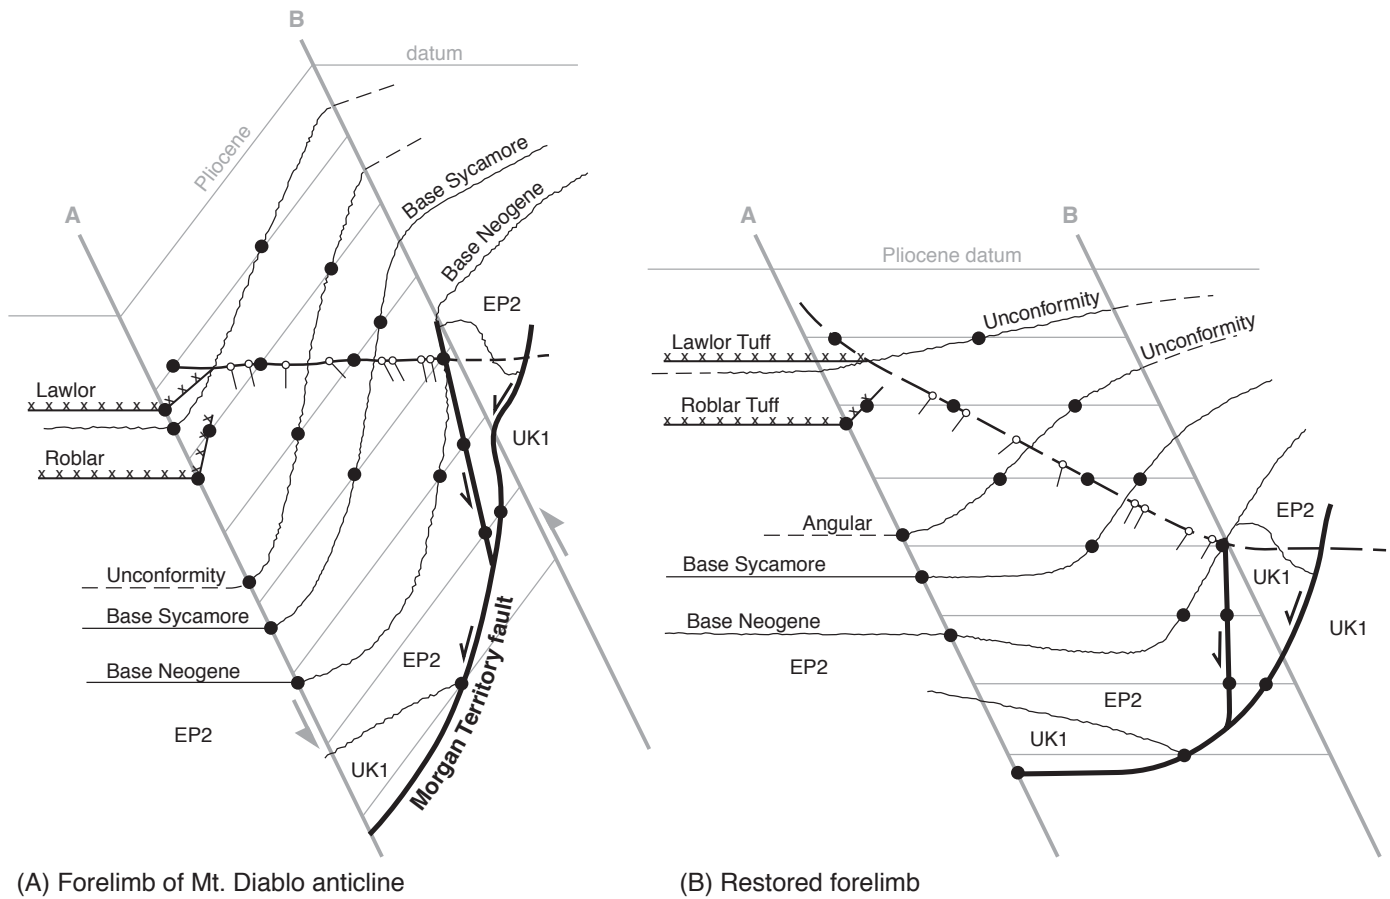 B
datum
Pliocene
Base Sycamore
Base Neogene
A
EP2
Lawlor
UK1
Roblar
Unconformity
Base Sycamore
Base Neogene
EP2
EP2
UK1
Morgan Territory fault
(A) Forelimb of Mt. Diablo anticline
A
B
Pliocene datum
Unconformity
Lawlor Tuff
Unconformity
Roblar Tuff
Angular
EP2
Base Sycamore
UK1
Base Neogene
UK1
EP2
EP2
UK1
(B) Restored forelimb